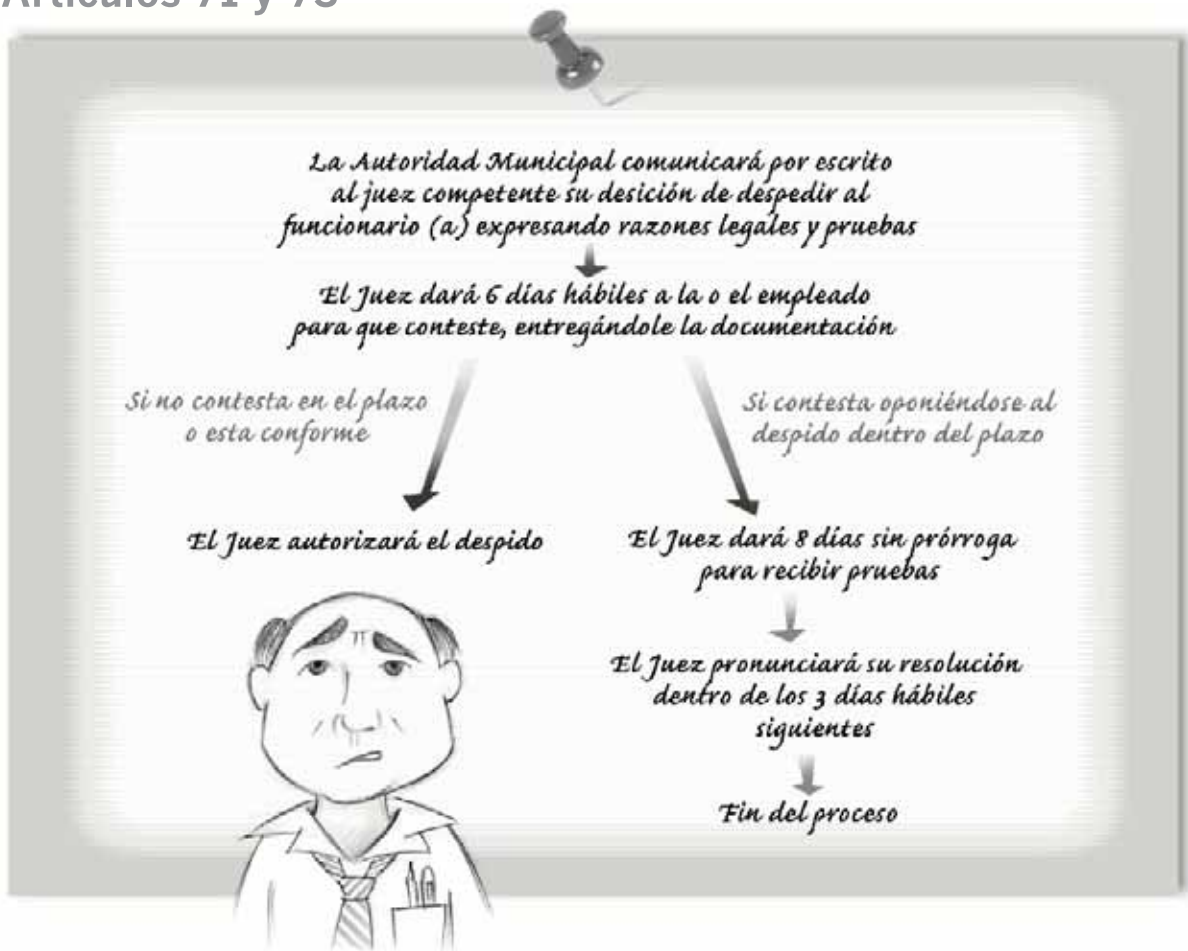 Artículos 71 y 73
La Autoridad Municipal comunicará por escrito
al juez competente su desición de despedir al
funcionario (a) expresando razones legales y pruebas
El Juez dará 6 días hábiles a la o el empleado
para que conteste, entregándole la documentación
Si no contesta en el plazo
o esta conforme
Si contesta oponiéndose al
despido dentro del plazo
El Juez autorizará el despido
El Juez dará 8 días sin prórroga
para recibir pruebas
El Juez pronunciará su resolución
dentro de los 3 días hábiles
siguientes
Fin del proceso